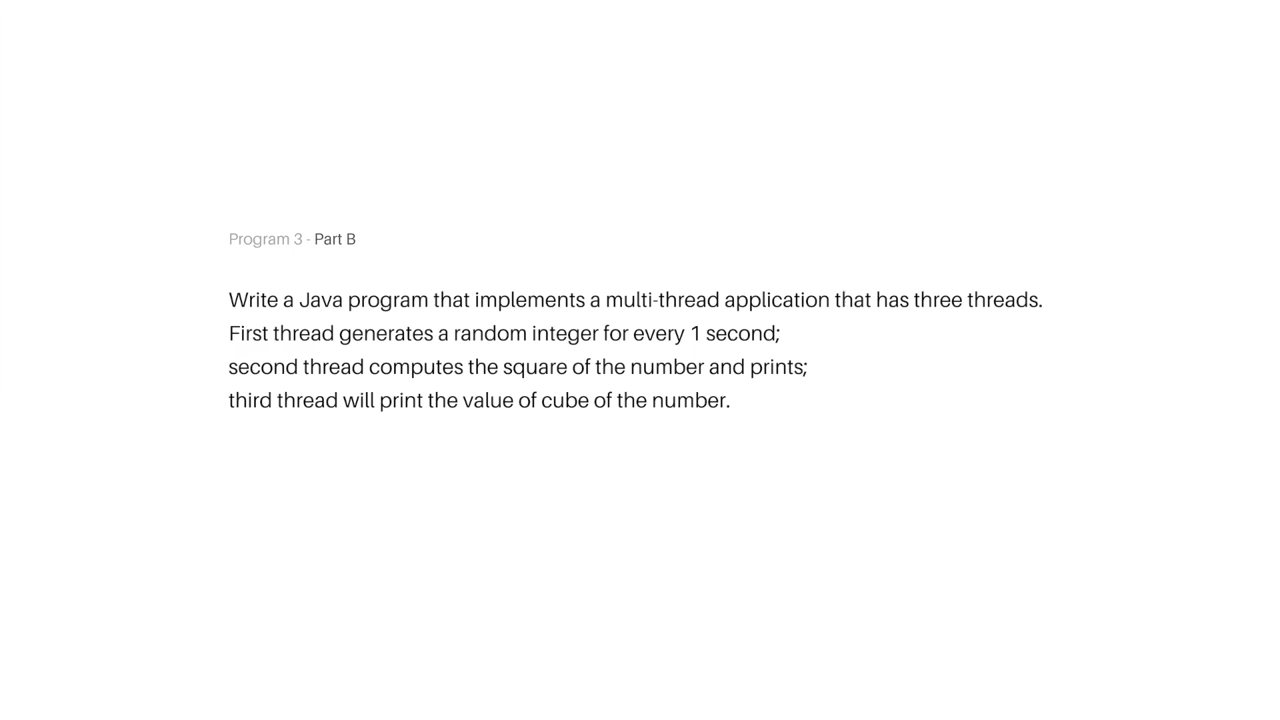 Program 3 - Part B
Write a Java program that implements a multi-thread application that has three threads.
First thread generates a random integer for every 1 second;
second thread computes the square of the number and prints;
third thread will print the value of cube of the number.